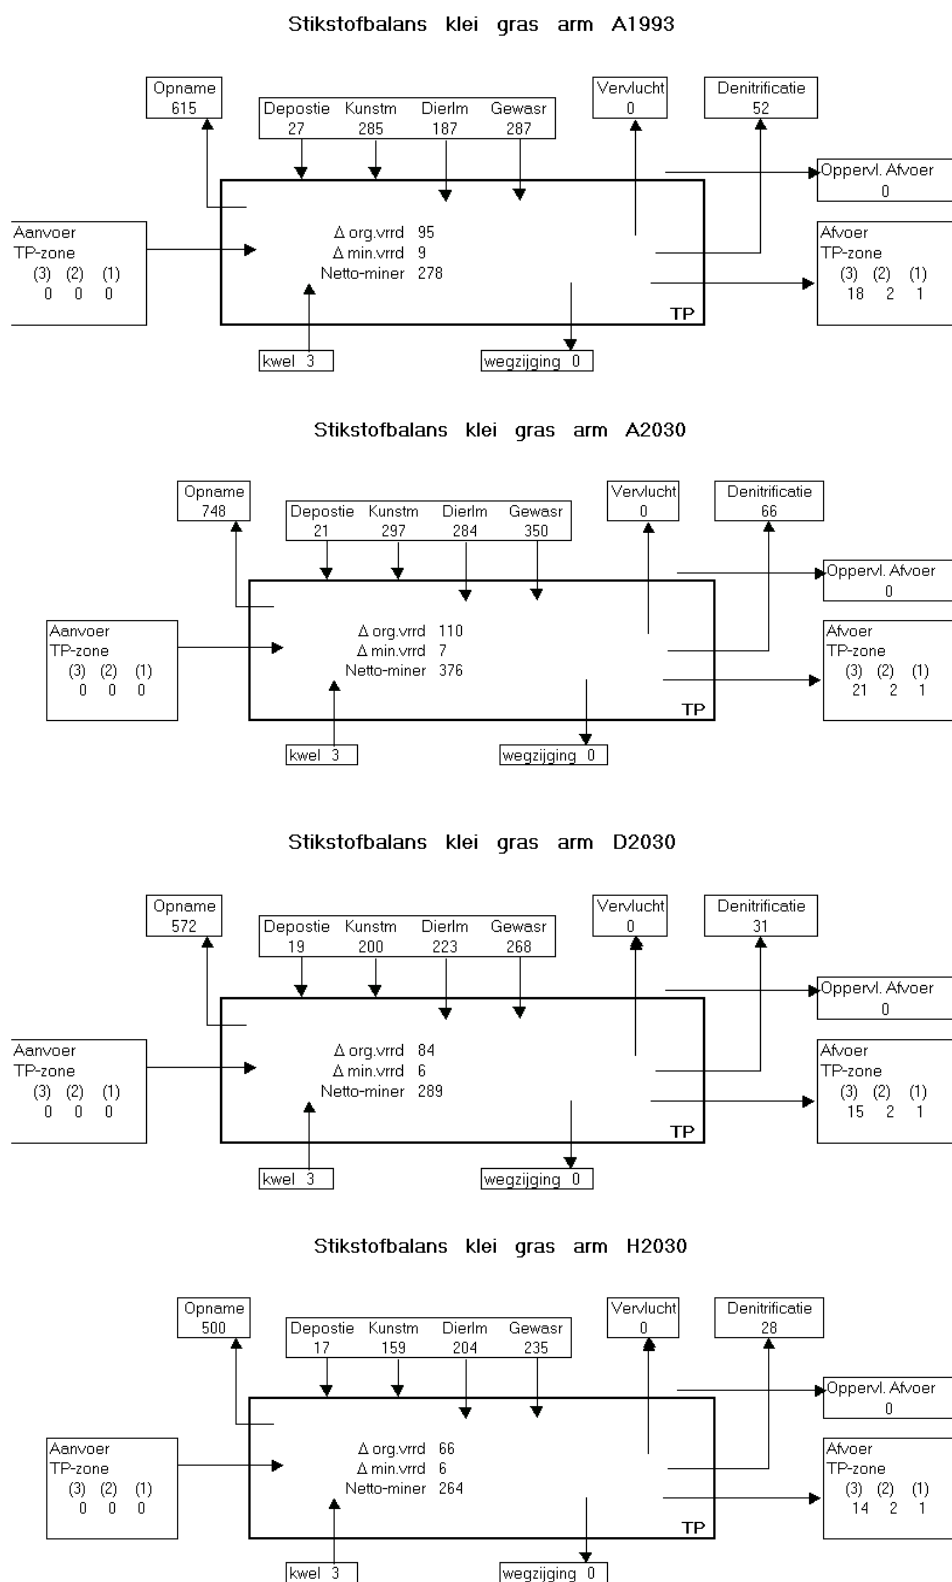 Stikstofbalans klei gras arm A1993
Opname
615
Depostie Kunstm Dierlm Gewasr
27 285 187 287
Vervlucht
0
Denitrificatie
52
Oppervl. Afvoer
0
Aanvoer
TP-zone
(3) (2) (1)
0 0 0
Δ org.vrrd 95
Δ min.vrrd 9
Netto-miner 278
TP
Afvoer
TP-zone
(3) (2) (1)
18 2 1
kwel 3
wegzijging 0
Stikstofbalans klei gras arm A2030
Opname
748
Depostie Kunstm Dierlm Gewasr
21 297 284 350
Vervlucht
0
Denitrificatie
66
Oppervl. Afvoer
0
Aanvoer
TP-zone
(3) (2) (1)
0 0 0
Δ org.vrrd 110
Δ min.vrrd 7
Netto-miner 376
TP
Afvoer
TP-zone
(3) (2) (1)
21 2 1
kwel 3
wegzijging 0
Stikstofbalans klei gras arm D2030
Opname
572
Depostie Kunstm Dierlm Gewasr
19 200 223 268
Vervlucht
0
Denitrificatie
31
Oppervl. Afvoer
0
Aanvoer
TP-zone
(3) (2) (1)
0 0 0
Δ org.vrrd 84
Δ min.vrrd 6
Netto-miner 289
TP
Afvoer
TP-zone
(3) (2) (1)
15 2 1
kwel 3
wegzijging 0
Stikstofbalans klei gras arm H2030
Opname
500
Depostie Kunstm Dierlm Gewasr
17 159 204 235
Vervlucht
0
Denitrificatie
28
Oppervl. Afvoer
0
Aanvoer
TP-zone
(3) (2) (1)
0 0 0
Δ org.vrrd 66
Δ min.vrrd 6
Netto-miner 264
TP
Afvoer
TP-zone
(3) (2) (1)
14 2 1
kwel 3
wegzijging 0